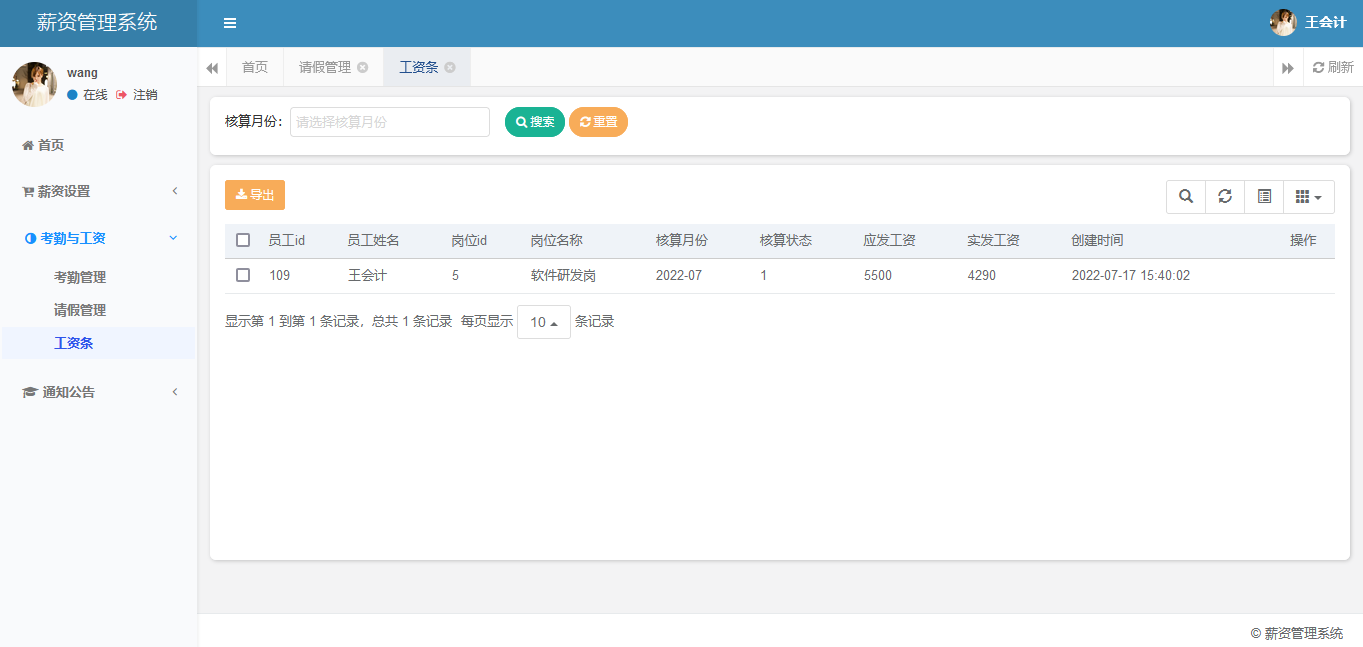 薪资管理系统
王会计
wang
在线 注销
首页
薪资设置
考勤与工资
考勤管理
请假管理
工资条
通知公告
首页 请假管理 工资条 刷新
核算月份： 请选择核算月份 搜索 重置
导出
员工id 员工姓名 岗位id 岗位名称 核算月份 核算状态 应发工资 实发工资 创建时间 操作
109 王会计 5 软件研发岗 2022-07 1 5500 4290 2022-07-17 15:40:02
显示第 1 到第 1 条记录，总共 1 条记录 每页显示 10 条记录
© 薪资管理系统